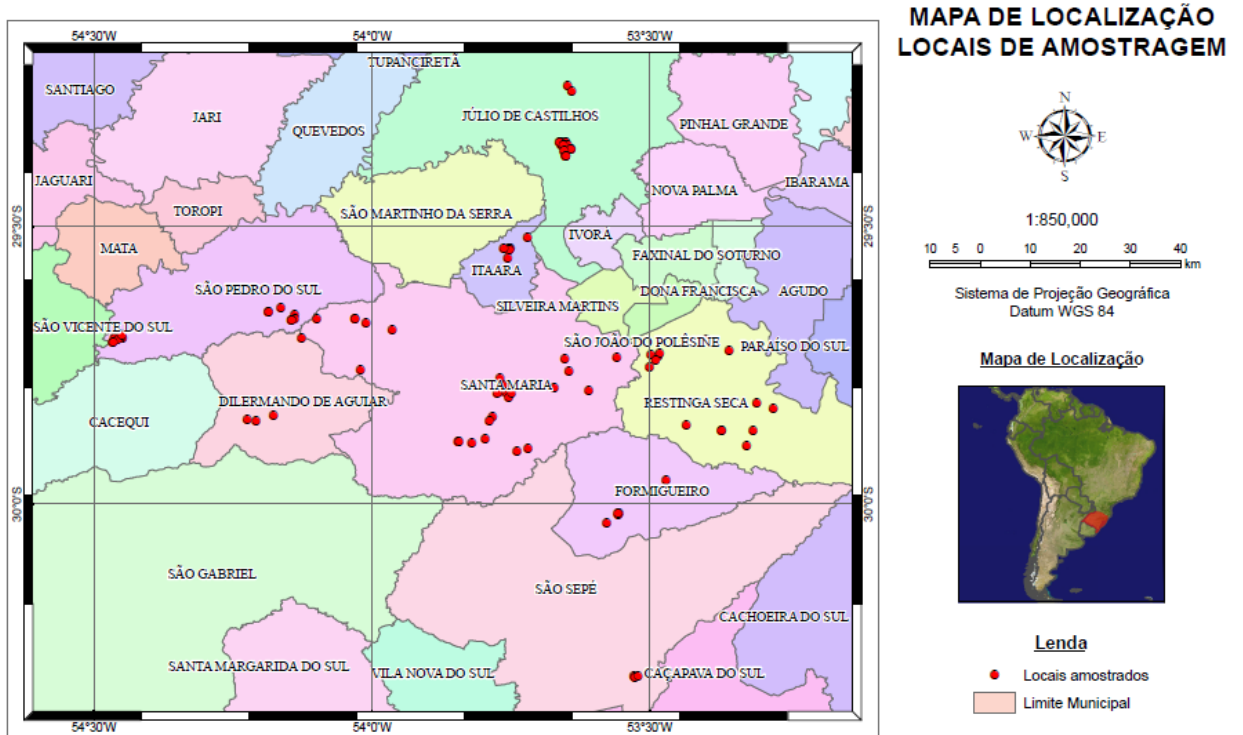 MAPA DE LOCALIZAÇÃO
LOCAIS DE AMOSTRAGEM
54°30'W
54°0'W
53°30'W
TUPANCIRETÃ
SANTIAGO
JARI
QUEVEDOS
JÚLIO DE CASTILHOS
PINHAL GRANDE
JAGUARI
TOROPI
SÃO MARTINHO DA SERRA
NOVA PALMA
IBARAMA
29°30'S
29°30'S
MATA
IVORÁ
ITAARA
FAXINAL DO SOTURNO
SÃO PEDRO DO SUL
SILVEIRA MARTINS
DONA FRANCISCA
AGUDO
SÃO VICENTE DO SUL
SÃO JOÃO DO POLÊSINE
PARAÍSO DO SUL
SANTA MARIA
DILERMANDO DE AGUIAR
RESTINGA SECA
CACEQUI
FORMIGUEIRO
30°0'S
30°0'S
SÃO GABRIEL
SÃO SEPÉ
CACHOEIRA DO SUL
SANTA MARGARIDA DO SUL
VILA NOVA DO SUL
CAÇAPAVA DO SUL
54°30'W
54°0'W
53°30'W
N
W E
S
1:850,000
10 5 0 10 20 30 40
km
Sistema de Projeção Geográfica
Datum WGS 84
Mapa de Localização
Lenda
Locais amostrados
Limite Municipal